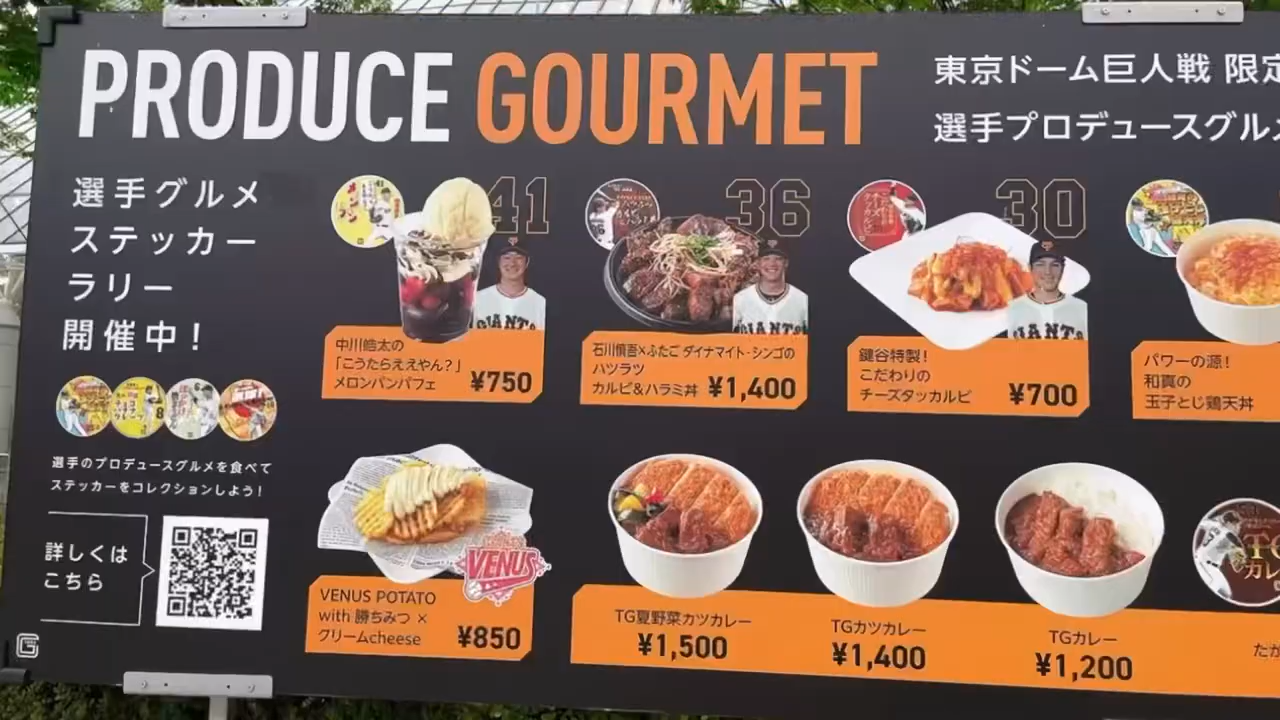 PRODUCE GOURMET
東京ドーム巨人戦 限定
選手プロデュースグルメ
選手グルメ
ステッカー
ラリー
開催中！
選手のプロデュースグルメを食べて
ステッカーをコレクションしよう！
詳しくは
こちら
41
中川皓太の
「こうたらええやん？」
メロンパンパフェ
¥750
36
石川慎吾×ふたご ダイナマイト・シンゴの
ハツラツ
カルビ&ハラミ丼
¥1,400
30
鍵谷特製！
こだわりの
チーズタッカルビ
¥700
パワーの源！
和真の
玉子とじ鶏天丼
GIANTS
GIANTS
GIANTS
VENUS
VENUS POTATO
with 勝ちみつ ×
クリームcheese
¥850
TG夏野菜カツカレー
¥1,500
TGカツカレー
¥1,400
TGカレー
¥1,200